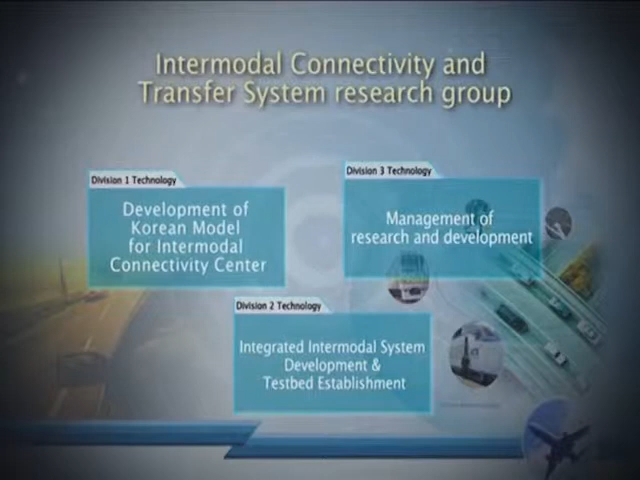 Intermodal Connectivity and
Transfer System research group
Division 1 Technology
Development of
Korean Model
for Intermodal
Connectivity Center
Division 3 Technology
Management of
research and development
Division 2 Technology
Integrated Intermodal System
Development &
Testbed Establishment